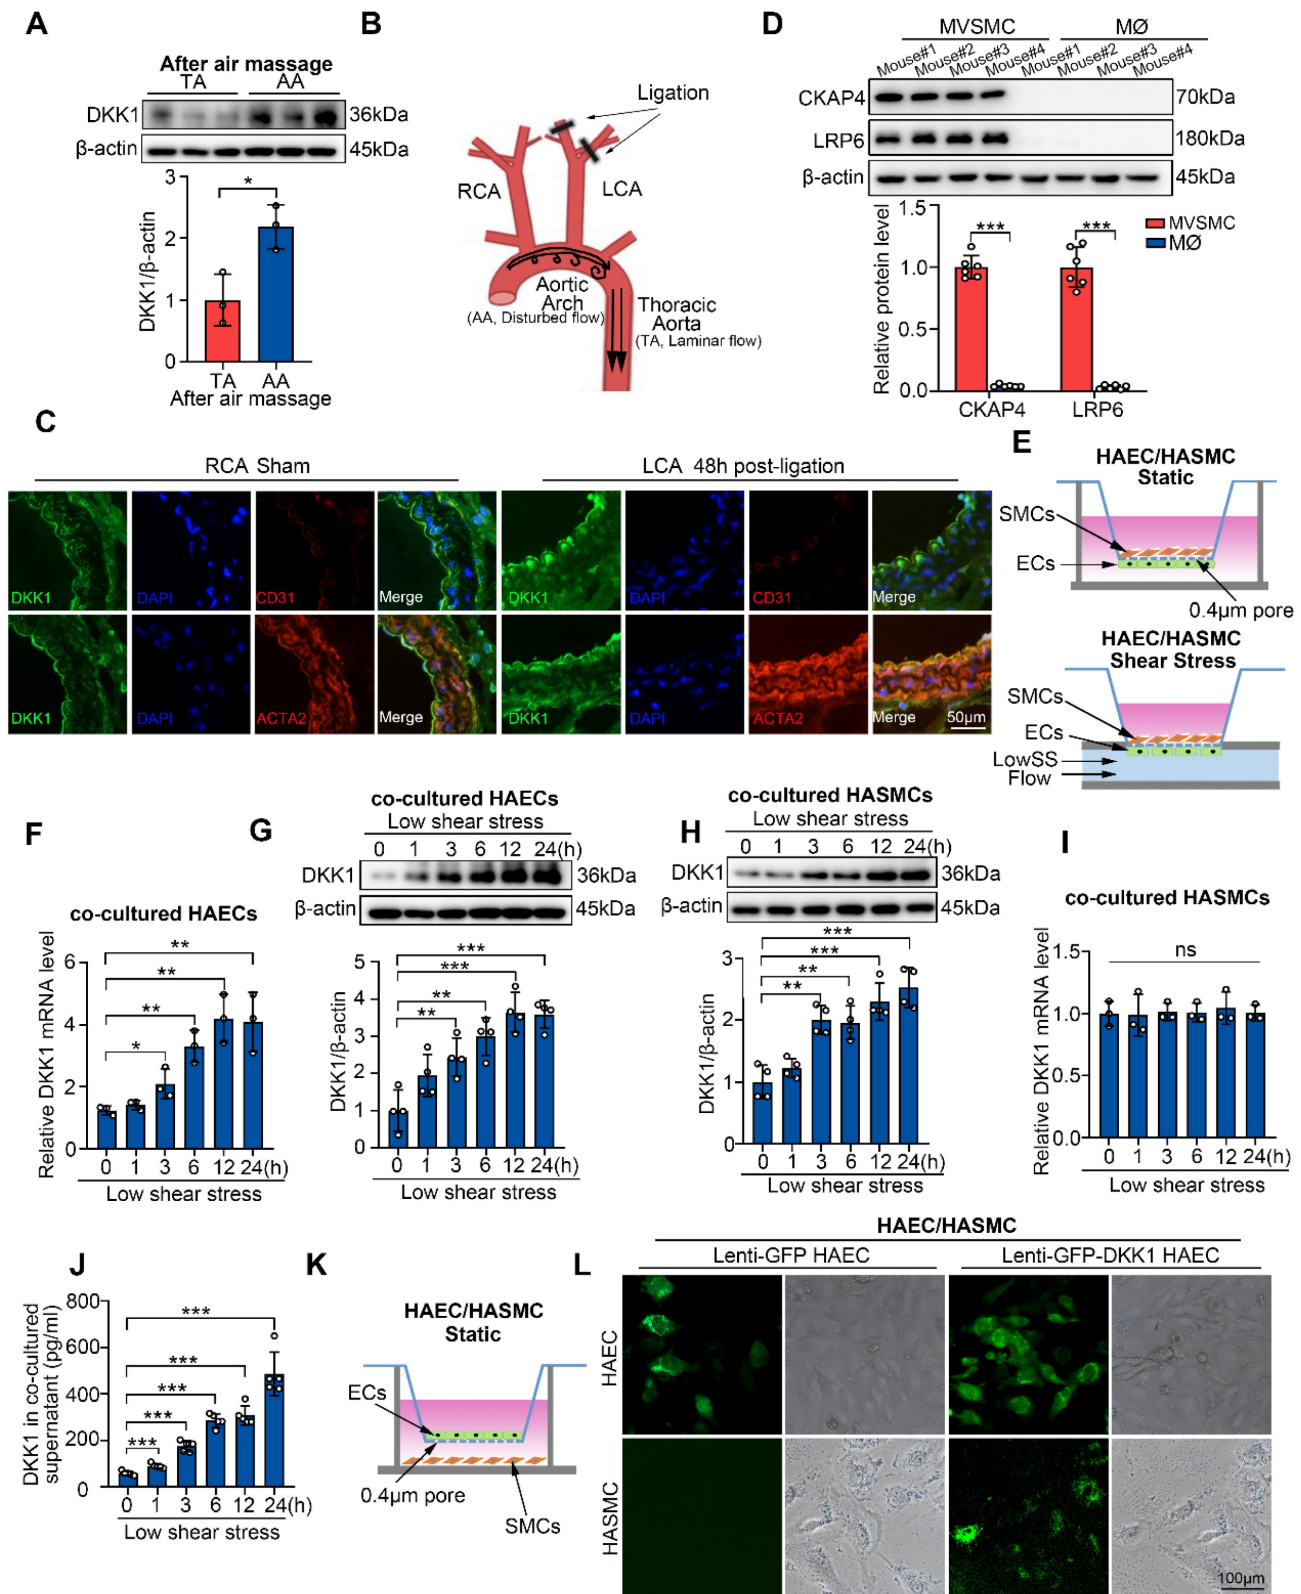 A
After air massage
TA AA
DKK1 36kDa
β-actin 45kDa
3
2
1
0
DKK1/β-actin
*
TA AA
After air massage
B
Ligation
RCA
LCA
Aortic
Arch
(AA, Disturbed flow)
Thoracic
Aorta
(TA, Laminar flow)
D
MVSMC MØ
Mouse#1 Mouse#2 Mouse#3 Mouse#4 Mouse#1 Mouse#2 Mouse#3 Mouse#4
CKAP4 70kDa
LRP6 180kDa
β-actin 45kDa
Relative protein level
1.5
1.0
0.5
0.0
*** ***
MVSMC
MØ
CKAP4 LRP6
C
RCA Sham LCA 48h post-ligation
DKK1 DAPI CD31 Merge DKK1 DAPI CD31 Merge
DKK1 DAPI ACTA2 Merge DKK1 DAPI ACTA2 Merge
50μm
E
HAEC/HASMC
Static
SMCs
ECs
0.4μm pore
HAEC/HASMC
Shear Stress
SMCs
ECs
LowSS
Flow
F
co-cultured HAECs
Relative DKK1 mRNA level
6
4
2
0
**
**
**
*
0 1 3 6 12 24(h)
Low shear stress
G
co-cultured HAECs
Low shear stress
0 1 3 6 12 24(h)
DKK1 36kDa
β-actin 45kDa
DKK1/β-actin
5
4
3
2
1
0
***
***
**
**
0 1 3 6 12 24(h)
Low shear stress
H
co-cultured HASMCs
Low shear stress
0 1 3 6 12 24(h)
DKK1 36kDa
β-actin 45kDa
DKK1/β-actin
3
2
1
0
***
***
**
**
0 1 3 6 12 24(h)
Low shear stress
I
co-cultured HASMCs
Relative DKK1 mRNA level
1.5
1.0
0.5
0.0
ns
0 1 3 6 12 24(h)
Low shear stress
J
DKK1 in co-cultured
supernatant (pg/ml)
800
600
400
200
0
***
***
***
***
***
0 1 3 6 12 24(h)
Low shear stress
K
HAEC/HASMC
Static
ECs
0.4μm pore
SMCs
L
HAEC/HASMC
Lenti-GFP HAEC Lenti-GFP-DKK1 HAEC
HAEC
HASMC
100μm